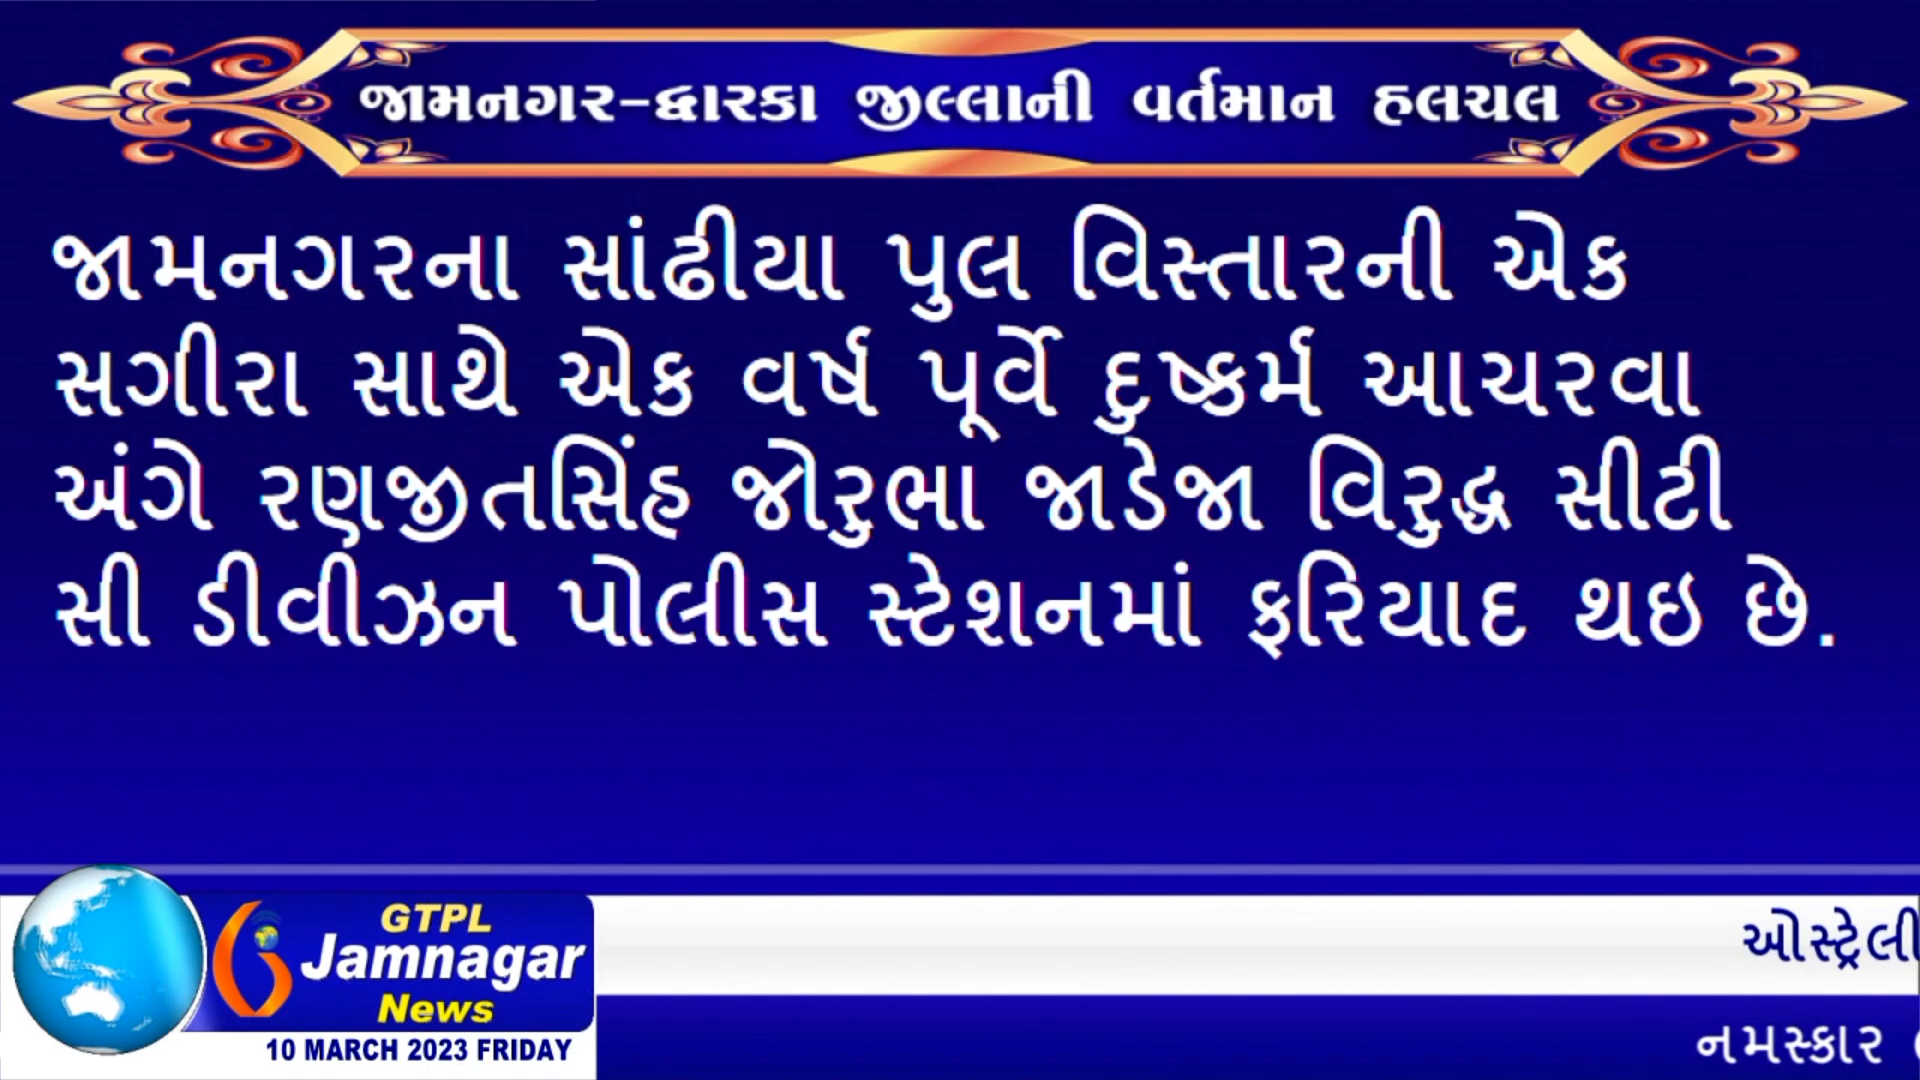 જામનગર-દ્વારકા જીલ્લાની વર્તમાન હલચલ
જામનગરના સાંઢીયા પુલ વિસ્તારની એક
સગીરા સાથે એક વર્ષ પૂર્વે દુષ્કર્મ આચરવા
અંગે રણજીતસિંહ જોરુભા જાડેજા વિરુદ્ધ સીટી
સી ડીવીઝન પોલીસ સ્ટેશનમાં ફરિયાદ થઇ છે.
GTPL
Jamnagar
News
10 MARCH 2023 FRIDAY
ઓસ્ટ્રેલી
નમસ્કાર